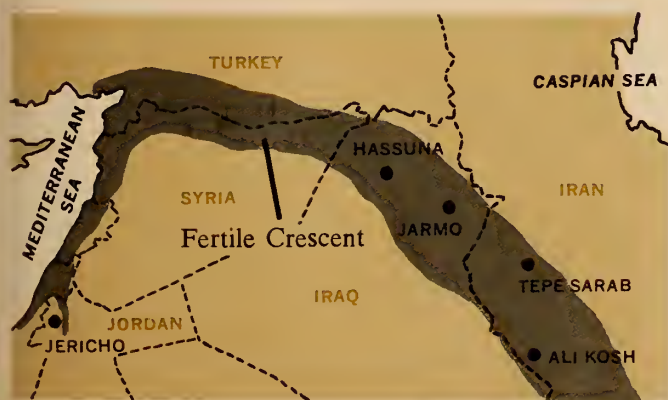 TURKEY
CASPIAN SEA
MEDITERRANEAN
SEA
HASSUNA
SYRIA
IRAN
JARMO
Fertile Crescent
TEPE SARAB
IRAQ
JORDAN
JERICHO
ALI KOSH